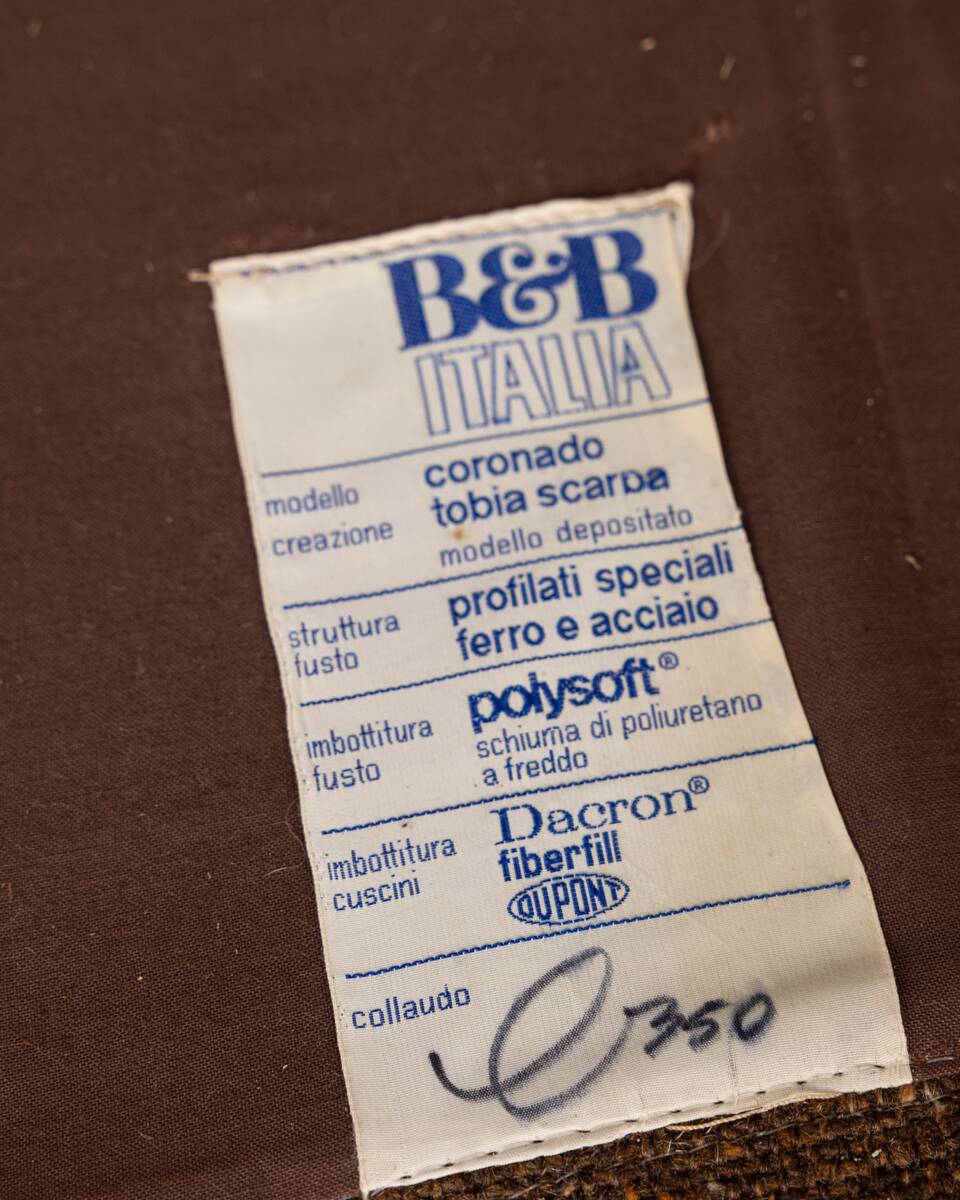 B&B
ITALIA
modello coronado
creazione tobia scarpa
modello depositato
struttura profilati speciali
fusto ferro e acciaio
imbottitura polysoft®
fusto schiuma di poliuretano
a freddo
imbottitura Dacron®
cuscini fiberfill
DUPONT
collaudo 350